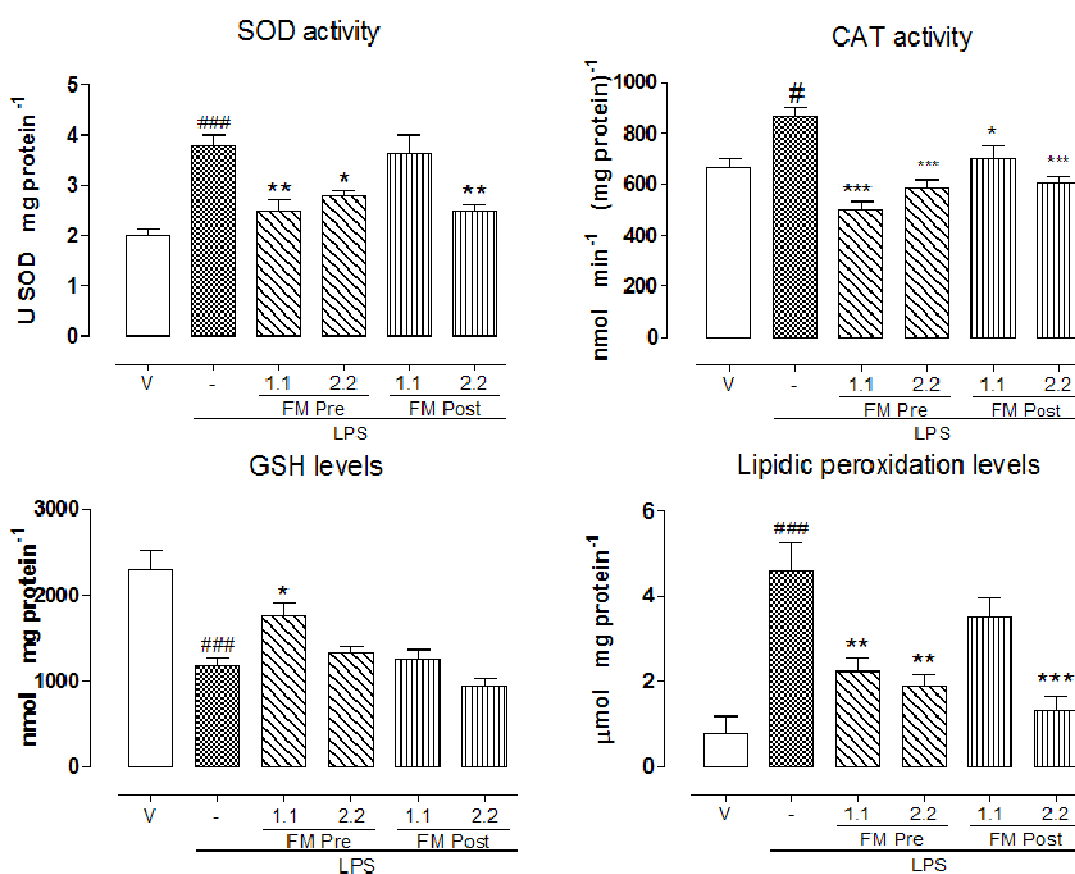 SOD activity
U SOD mg protein -1
5
4
3
2
1
0
###
**
*
**
V - 1.1 2.2 1.1 2.2
FM Pre FM Post
LPS
CAT activity
nmol min-1 (mg protein)-1
1000
800
600
400
200
0
#
***
***
*
***
V - 1.1 2.2 1.1 2.2
FM Pre FM Post
LPS
GSH levels
nmol mg protein-1
3000
2000
1000
0
###
*
V - 1.1 2.2 1.1 2.2
FM Pre FM Post
LPS
Lipidic peroxidation levels
μmol mg protein-1
6
4
2
0
###
**
**
***
V - 1.1 2.2 1.1 2.2
FM Pre FM Post
LPS